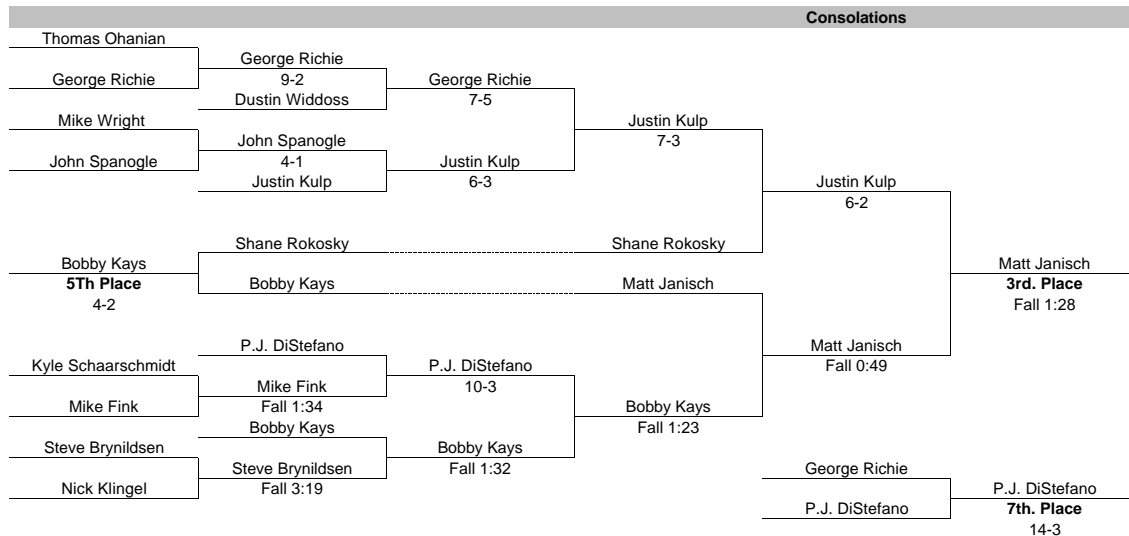 Consolations
Thomas Ohanian
George Richie
George Richie
9-2
George Richie
7-5
Dustin Widdoss
Mike Wright
Justin Kulp
7-3
John Spanogle
4-1
John Spanogle
Justin Kulp
6-3
Justin Kulp
Justin Kulp
6-2
Shane Rokosky
Shane Rokosky
Bobby Kays
5Th Place
4-2
Matt Janisch
3rd. Place
Fall 1:28
Bobby Kays
Matt Janisch
P.J. DiStefano
Matt Janisch
Fall 0:49
Kyle Schaarschmidt
P.J. DiStefano
10-3
Mike Fink
Fall 1:34
Mike Fink
Bobby Kays
Fall 1:23
Bobby Kays
Steve Brynildsen
Bobby Kays
Fall 1:32
Steve Brynildsen
Fall 3:19
George Richie
Nick Klingel
P.J. DiStefano
7th. Place
14-3
P.J. DiStefano